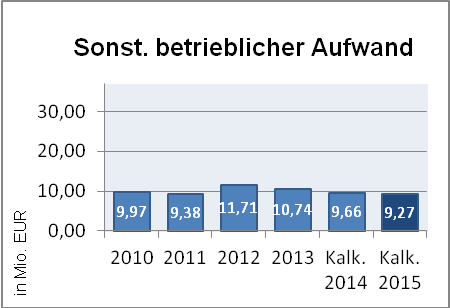 Sonst. betrieblicher Aufwand
in Mio. EUR
30,00
20,00
10,00
0,00
9,97 9,38 11,71 10,74 9,66 9,27
2010 2011 2012 2013 Kalk. Kalk.
2014 2015